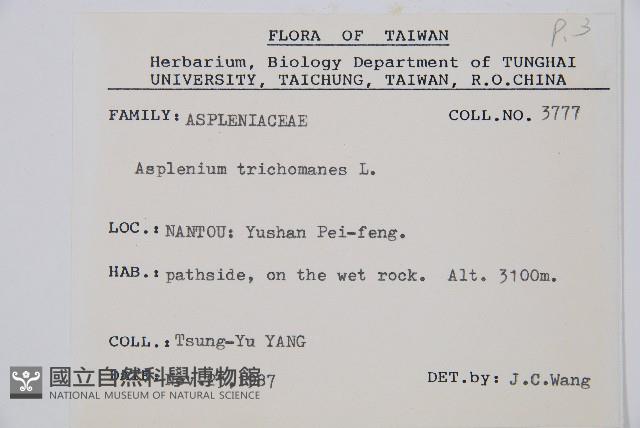 P.3
FLORA OF TAIWAN
Herbarium, Biology Department of TUNGHAI
UNIVERSITY, TAICHUNG, TAIWAN, R.O.CHINA
FAMILY: ASPLENIACEAE COLL.NO. 3777
Asplenium trichomanes L.
LOC.: NANTOU: Yushan Pei-feng.
HAB.: pathside, on the wet rock. Alt. 3100m.
COLL.: Tsung-Yu YANG
DATE: 1987 DET.by: J.C.Wang
國立自然科學博物館
NATIONAL MUSEUM OF NATURAL SCIENCE